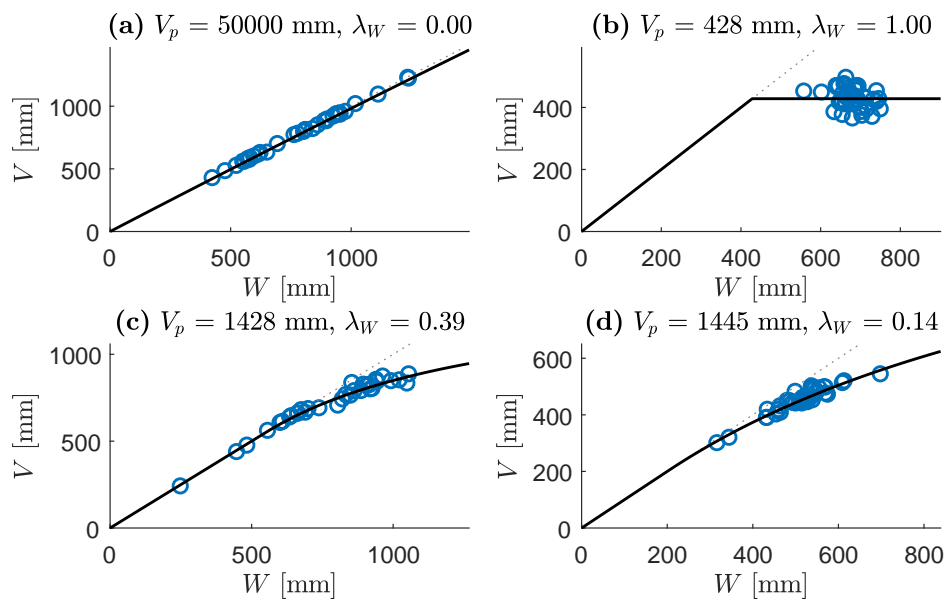 (a) V_p = 50000 mm, λ_W = 0.00
V [mm]
1000
500
0
0 500 1000
W [mm]
(b) V_p = 428 mm, λ_W = 1.00
V [mm]
400
200
0
0 200 400 600 800
W [mm]
(c) V_p = 1428 mm, λ_W = 0.39
V [mm]
1000
500
0
0 500 1000
W [mm]
(d) V_p = 1445 mm, λ_W = 0.14
V [mm]
600
400
200
0
0 200 400 600 800
W [mm]